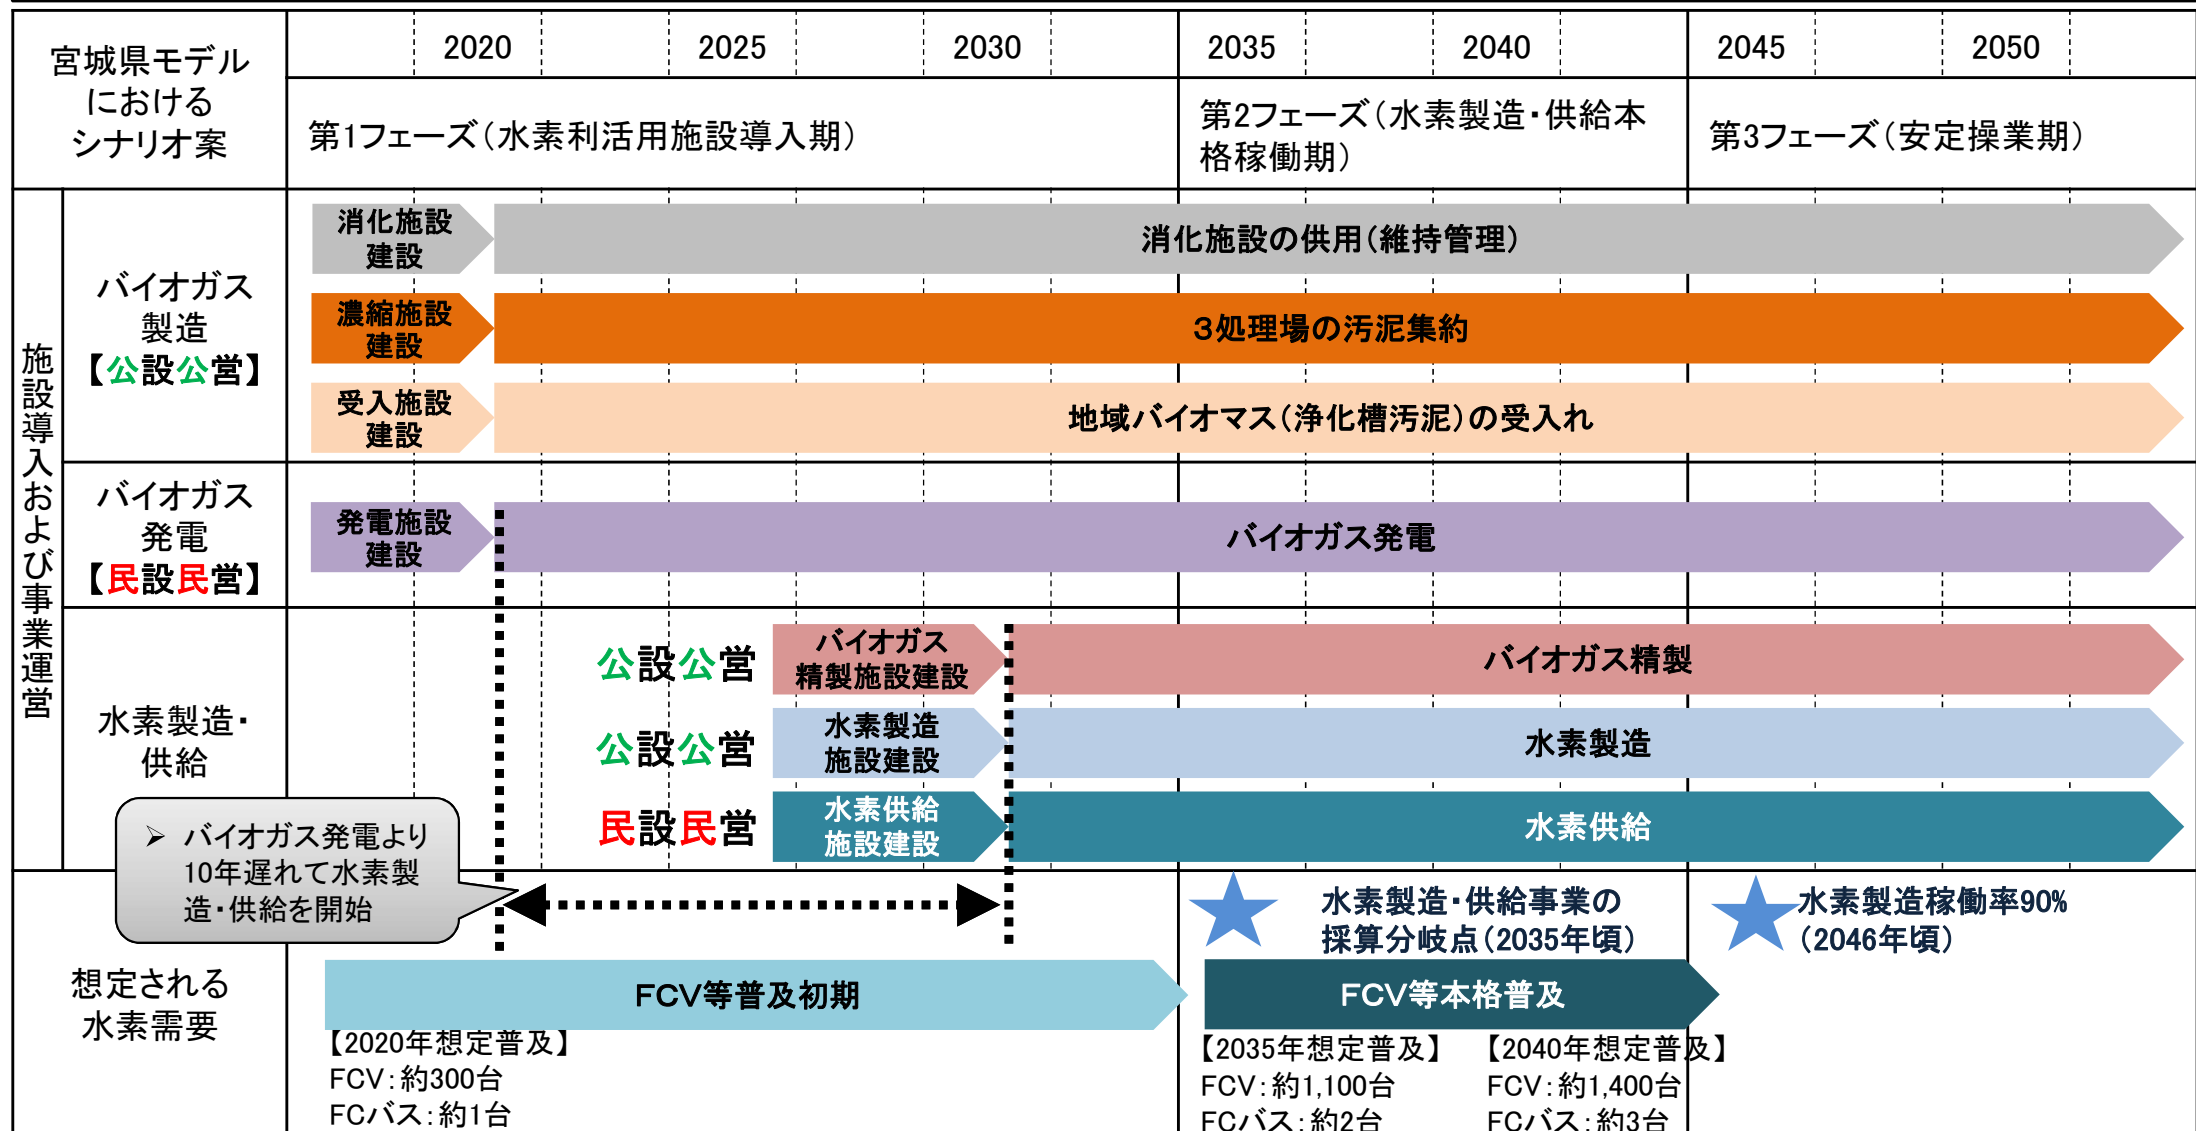 宮城県モデル
における
シナリオ案
2020
2025
2030
2035
2040
2045
2050
第1フェーズ(水素利活用施設導入期)
第2フェーズ(水素製造・供給本
格稼働期)
第3フェーズ(安定操業期)
施設導入および事業運営
バイオガス
製造
【公設公営】
消化施設
建設
消化施設の供用(維持管理)
濃縮施設
建設
3処理場の汚泥集約
受入施設
建設
地域バイオマス(浄化槽汚泥)の受入れ
バイオガス
発電
【民設民営】
発電施設
建設
バイオガス発電
水素製造・
供給
公設公営
バイオガス
精製施設建設
バイオガス精製
公設公営
水素製造
施設建設
水素製造
民設民営
水素供給
施設建設
水素供給
➢ バイオガス発電より
10年遅れて水素製
造・供給を開始
想定される
水素需要
水素製造・供給事業の
採算分岐点(2035年頃)
水素製造稼働率90%
(2046年頃)
FCV等普及初期
FCV等本格普及
【2020年想定普及】
FCV:約300台
FCバス:約1台
【2035年想定普及】
FCV:約1,100台
FCバス:約2台
【2040年想定普及】
FCV:約1,400台
FCバス:約3台